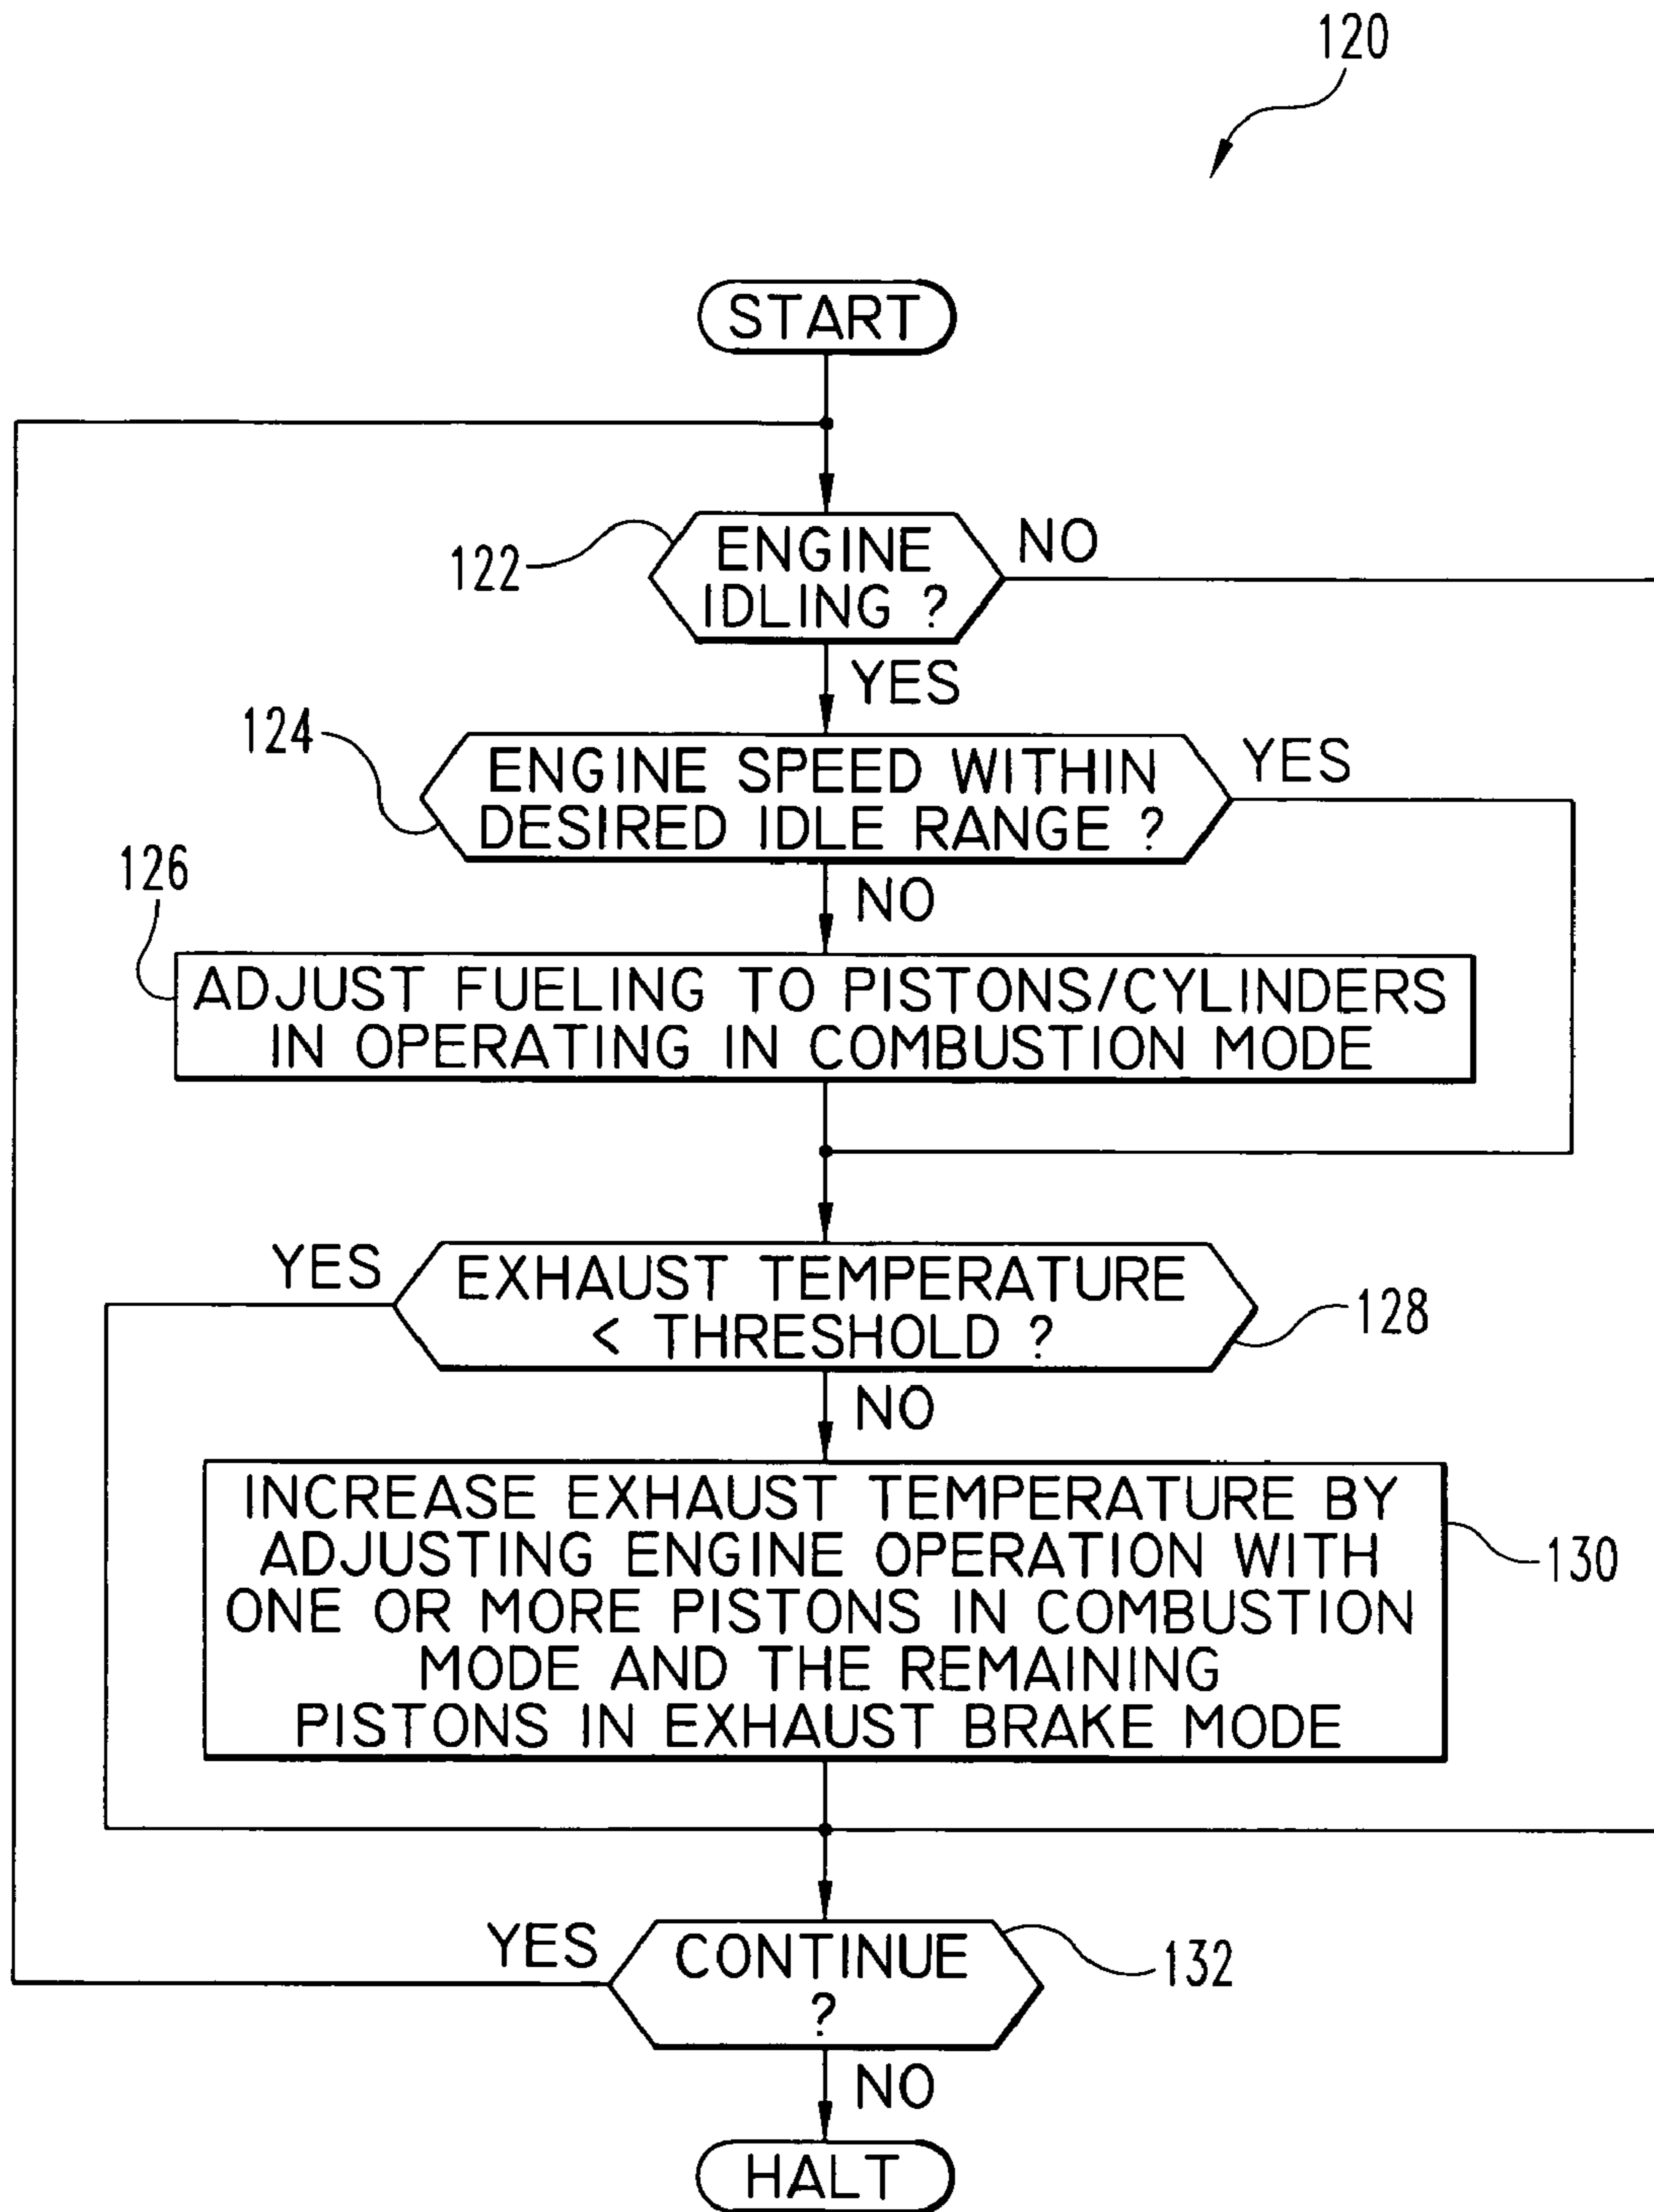 120
START
122
ENGINE
IDLING ?
NO
YES
124
ENGINE SPEED WITHIN
DESIRED IDLE RANGE ?
YES
NO
126
ADJUST FUELING TO PISTONS/CYLINDERS
IN OPERATING IN COMBUSTION MODE
YES
EXHAUST TEMPERATURE
< THRESHOLD ?
128
NO
INCREASE EXHAUST TEMPERATURE BY
ADJUSTING ENGINE OPERATION WITH
ONE OR MORE PISTONS IN COMBUSTION
MODE AND THE REMAINING
PISTONS IN EXHAUST BRAKE MODE
130
YES
CONTINUE
?
132
NO
HALT